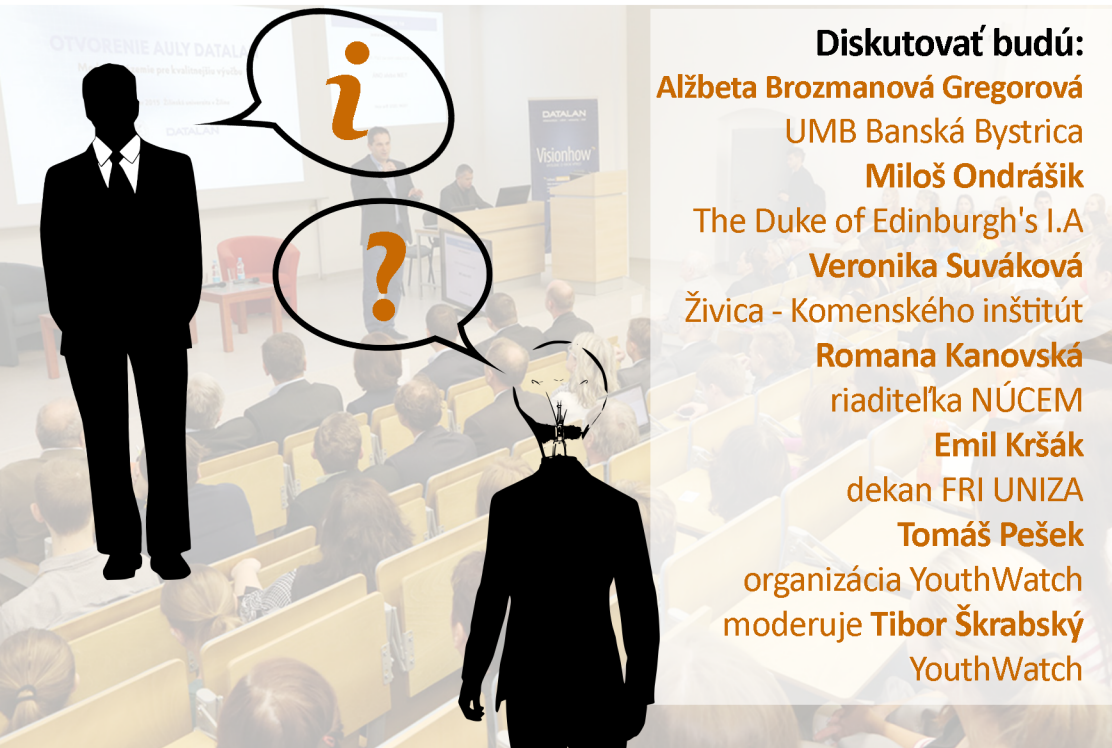 OTVORENIE AULY DATALAN
DATALAN
i
?
DATALAN
Visionhow
Diskutovať budú:
Alžbeta Brozmanová Gregorová
UMB Banská Bystrica
Miloš Ondrášik
The Duke of Edinburgh's I.A
Veronika Suváková
Živica - Komenského inštitút
Romana Kanovská
riaditeľka NÚCEM
Emil Kršák
dekan FRI UNIZA
Tomáš Pešek
organizácia YouthWatch
moderuje Tibor Škrabský
YouthWatch